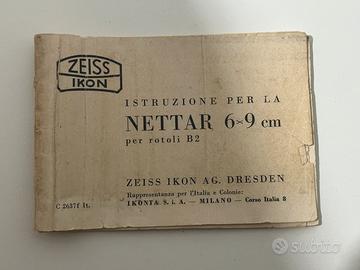 ZEISS
IKON
ISTRUZIONE PER LA
NETTAR 6×9 cm
per rotoli B2
ZEISS IKON AG. DRESDEN
Rappresentanza per l'Italia e Colonie:
IKONTA S. i. A. — MILANO — Corso Italia 8
C 2637f It.
subito